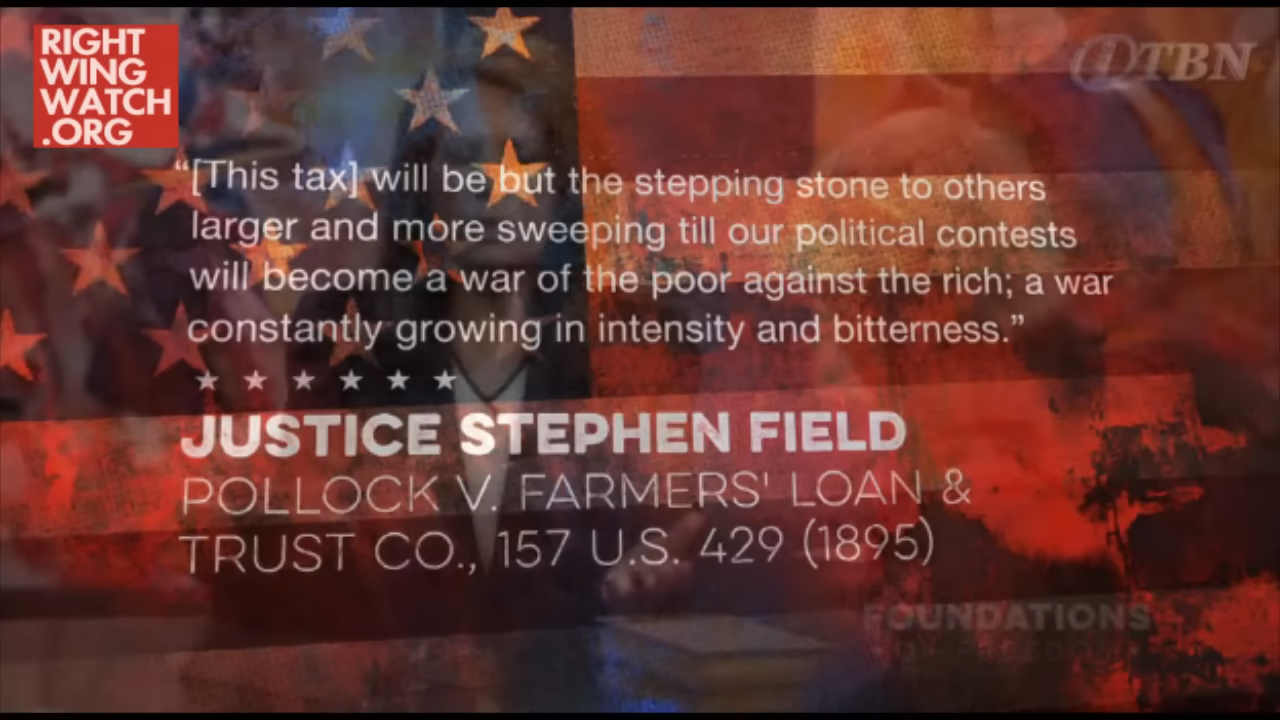 RIGHT
WING
WATCH
.ORG
iTBN
“[This tax] will be but the stepping stone to others
larger and more sweeping till our political contests
will become a war of the poor against the rich; a war
constantly growing in intensity and bitterness.”
JUSTICE STEPHEN FIELD
POLLOCK V. FARMERS' LOAN &
TRUST CO., 157 U.S. 429 (1895)
FOUNDATIONS